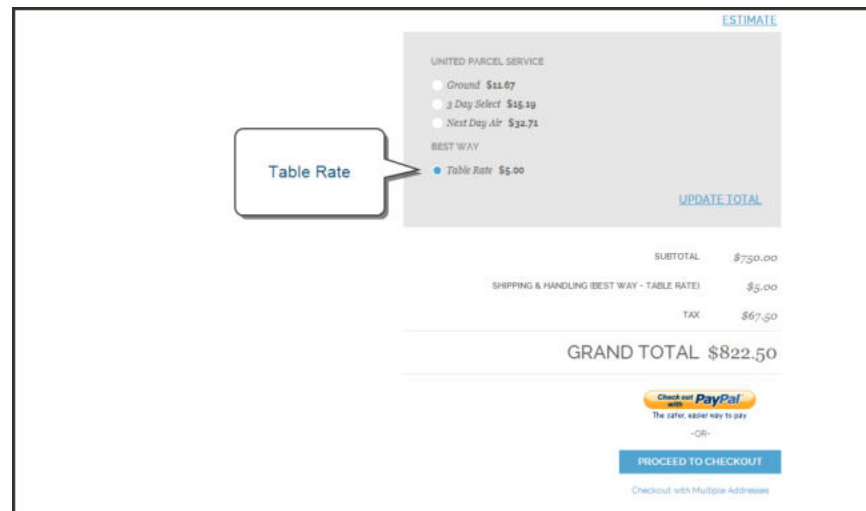 ESTIMATE
UNITED PARCEL SERVICE
Ground $11.67
3 Day Select $15.19
Next Day Air $32.71
BEST WAY
Table Rate
Table Rate $5.00
UPDATE TOTAL
SUBTOTAL $750.00
SHIPPING & HANDLING (BEST WAY - TABLE RATE) $5.00
TAX $67.50
GRAND TOTAL $822.50
Check out with PayPal
The safer, easier way to pay
-OR-
PROCEED TO CHECKOUT
Checkout with Multiple Addresses